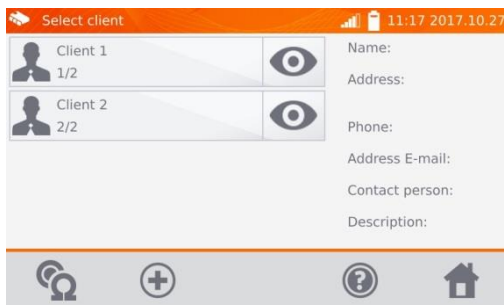 Select client
11:17 2017.10.27
Client 1
1/2
Client 2
2/2
Name:
Address:
Phone:
Address E-mail:
Contact person:
Description: